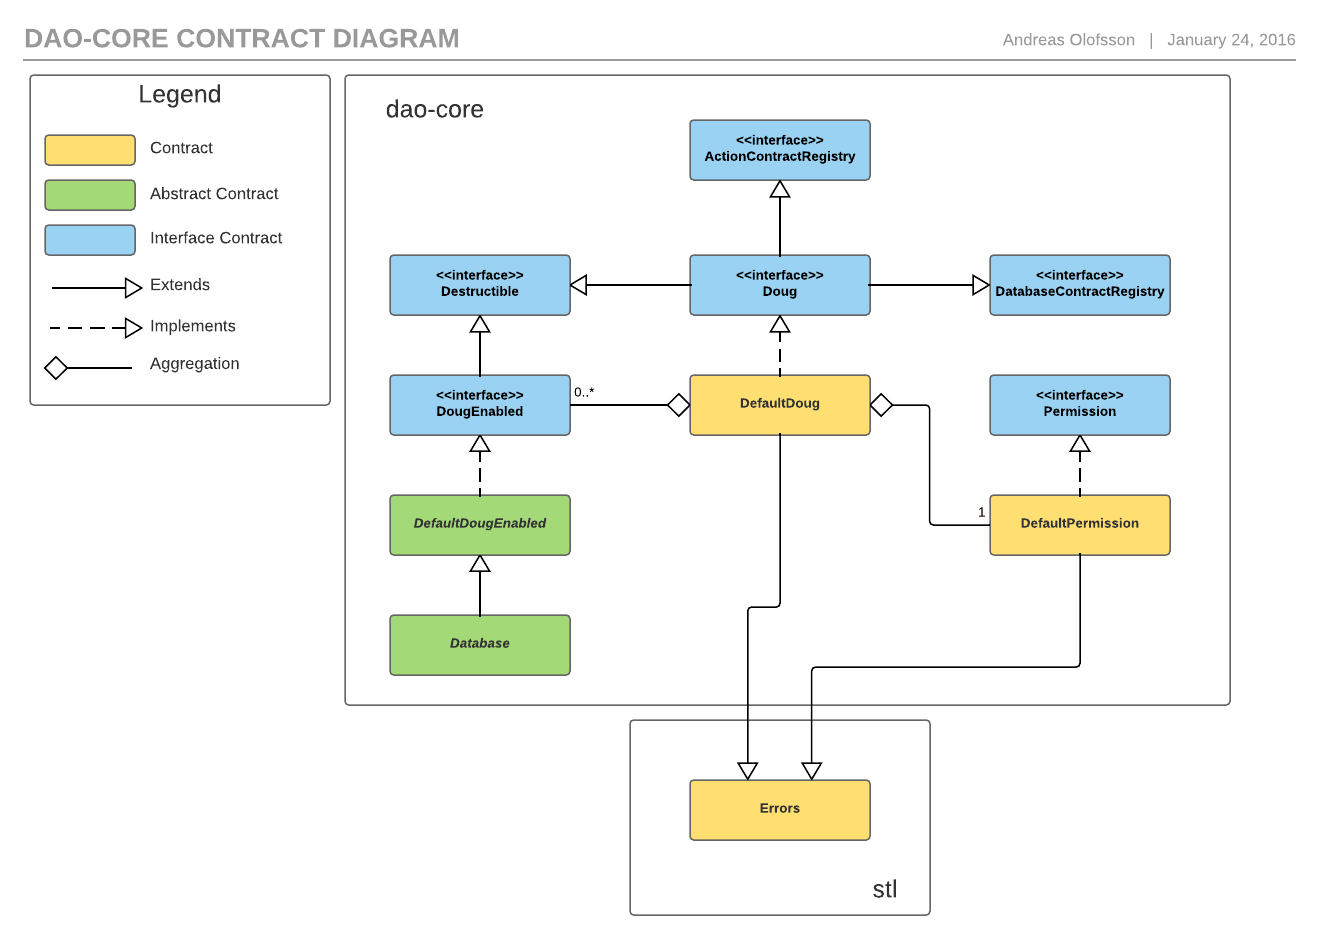 DAO-CORE CONTRACT DIAGRAM
Andreas Olofsson | January 24, 2016
Legend
Contract
Abstract Contract
Interface Contract
Extends
Implements
Aggregation
dao-core
<<interface>>
ActionContractRegistry
<<interface>>
Destructible
<<interface>>
Doug
<<interface>>
DatabaseContractRegistry
<<interface>>
DougEnabled
0..*
DefaultDoug
<<interface>>
Permission
DefaultDougEnabled
1
DefaultPermission
Database
Errors
stl